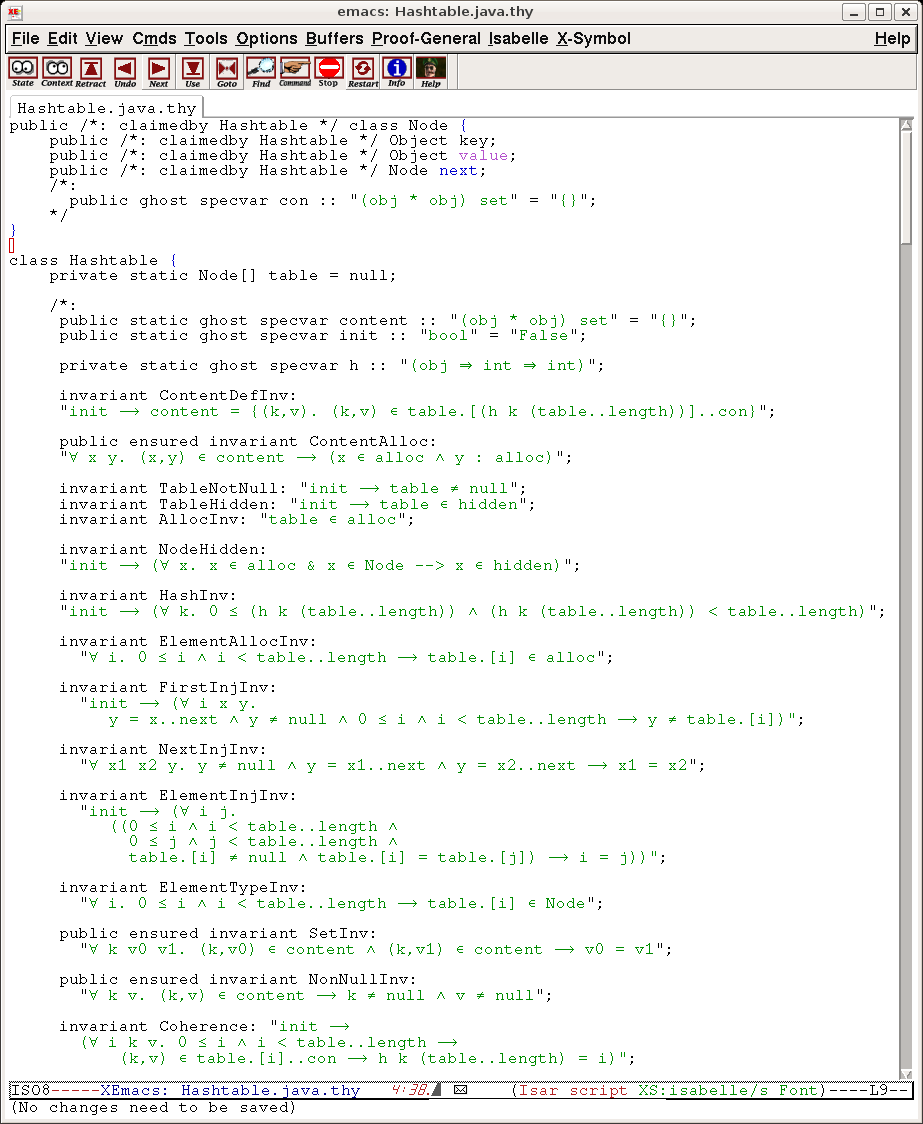 emacs: Hashtable.java.thy
File Edit View Cmds Tools Options Buffers Proof-General Isabelle X-Symbol Help
State Context Retract Undo Next Use Goto Find Command Stop Restart Info Help
Hashtable.java.thy
public /*: claimedby Hashtable */ class Node {
    public /*: claimedby Hashtable */ Object key;
    public /*: claimedby Hashtable */ Object value;
    public /*: claimedby Hashtable */ Node next;
    /*:
      public ghost specvar con :: "(obj * obj) set" = "{}";
    */
}
class Hashtable {
    private static Node[] table = null;
    /*:
     public static ghost specvar content :: "(obj * obj) set" = "{}";
     public static ghost specvar init :: "bool" = "False";
     private static ghost specvar h :: "(obj ⇒ int ⇒ int)";
     invariant ContentDefInv:
     "init ⟶ content = {(k,v). (k,v) ∈ table.[(h k (table..length))]..con}";
     public ensured invariant ContentAlloc:
     "∀ x y. (x,y) ∈ content ⟶ (x ∈ alloc ∧ y : alloc)";
     invariant TableNotNull: "init ⟶ table ≠ null";
     invariant TableHidden: "init ⟶ table ∈ hidden";
     invariant AllocInv: "table ∈ alloc";
     invariant NodeHidden:
     "init ⟶ (∀ x. x ∈ alloc & x ∈ Node --> x ∈ hidden)";
     invariant HashInv:
     "init ⟶ (∀ k. 0 ≤ (h k (table..length)) ∧ (h k (table..length)) < table..length)";
     invariant ElementAllocInv:
       "∀ i. 0 ≤ i ∧ i < table..length ⟶ table.[i] ∈ alloc";
     invariant FirstInjInv:
       "init ⟶ (∀ i x y.
          y = x..next ∧ y ≠ null ∧ 0 ≤ i ∧ i < table..length ⟶ y ≠ table.[i])";
     invariant NextInjInv:
       "∀ x1 x2 y. y ≠ null ∧ y = x1..next ∧ y = x2..next ⟶ x1 = x2";
     invariant ElementInjInv:
       "init ⟶ (∀ i j.
          ((0 ≤ i ∧ i < table..length ∧
            0 ≤ j ∧ j < table..length ∧
            table.[i] ≠ null ∧ table.[i] = table.[j]) ⟶ i = j))";
     invariant ElementTypeInv:
       "∀ i. 0 ≤ i ∧ i < table..length ⟶ table.[i] ∈ Node";
     public ensured invariant SetInv:
       "∀ k v0 v1. (k,v0) ∈ content ∧ (k,v1) ∈ content ⟶ v0 = v1";
     public ensured invariant NonNullInv:
       "∀ k v. (k,v) ∈ content ⟶ k ≠ null ∧ v ≠ null";
     invariant Coherence: "init ⟶
       (∀ i k v. 0 ≤ i ∧ i < table..length ⟶
           (k,v) ∈ table.[i]..con ⟶ h k (table..length) = i)";
ISO8-----XEmacs: Hashtable.java.thy 4:38 (Isar script XS:isabelle/s Font)----L9--
(No changes need to be saved)